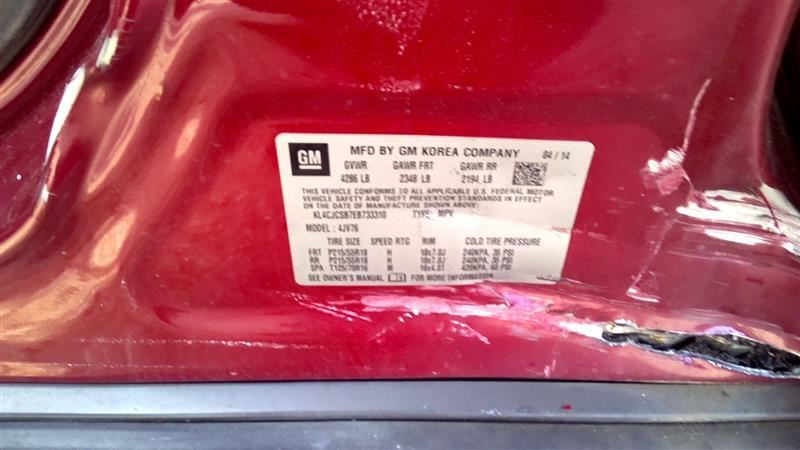 GM MFD BY GM KOREA COMPANY 04 / 14
GVWR GAWR FRT GAWR RR
4286 LB 2348 LB 2194 LB
THIS VEHICLE CONFORMS TO ALL APPLICABLE U.S. FEDERAL MOTOR
VEHICLE SAFETY AND THEFT PREVENTION STANDARDS IN EFFECT
ON THE DATE OF MANUFACTURE SHOWN ABOVE.
KL4CJCSB7EB733310 TYPE: MPV
MODEL : 4JV76
TIRE SIZE SPEED RTG RIM COLD TIRE PRESSURE
FRT P215/55R18 H 18x7.0J 240KPA, 35 PSI
RR P215/55R18 H 18x7.0J 240KPA, 35 PSI
SPA T125/70R16 M 16x4.0T 420KPA, 60 PSI
SEE OWNER'S MANUAL FOR MORE INFORMATION.